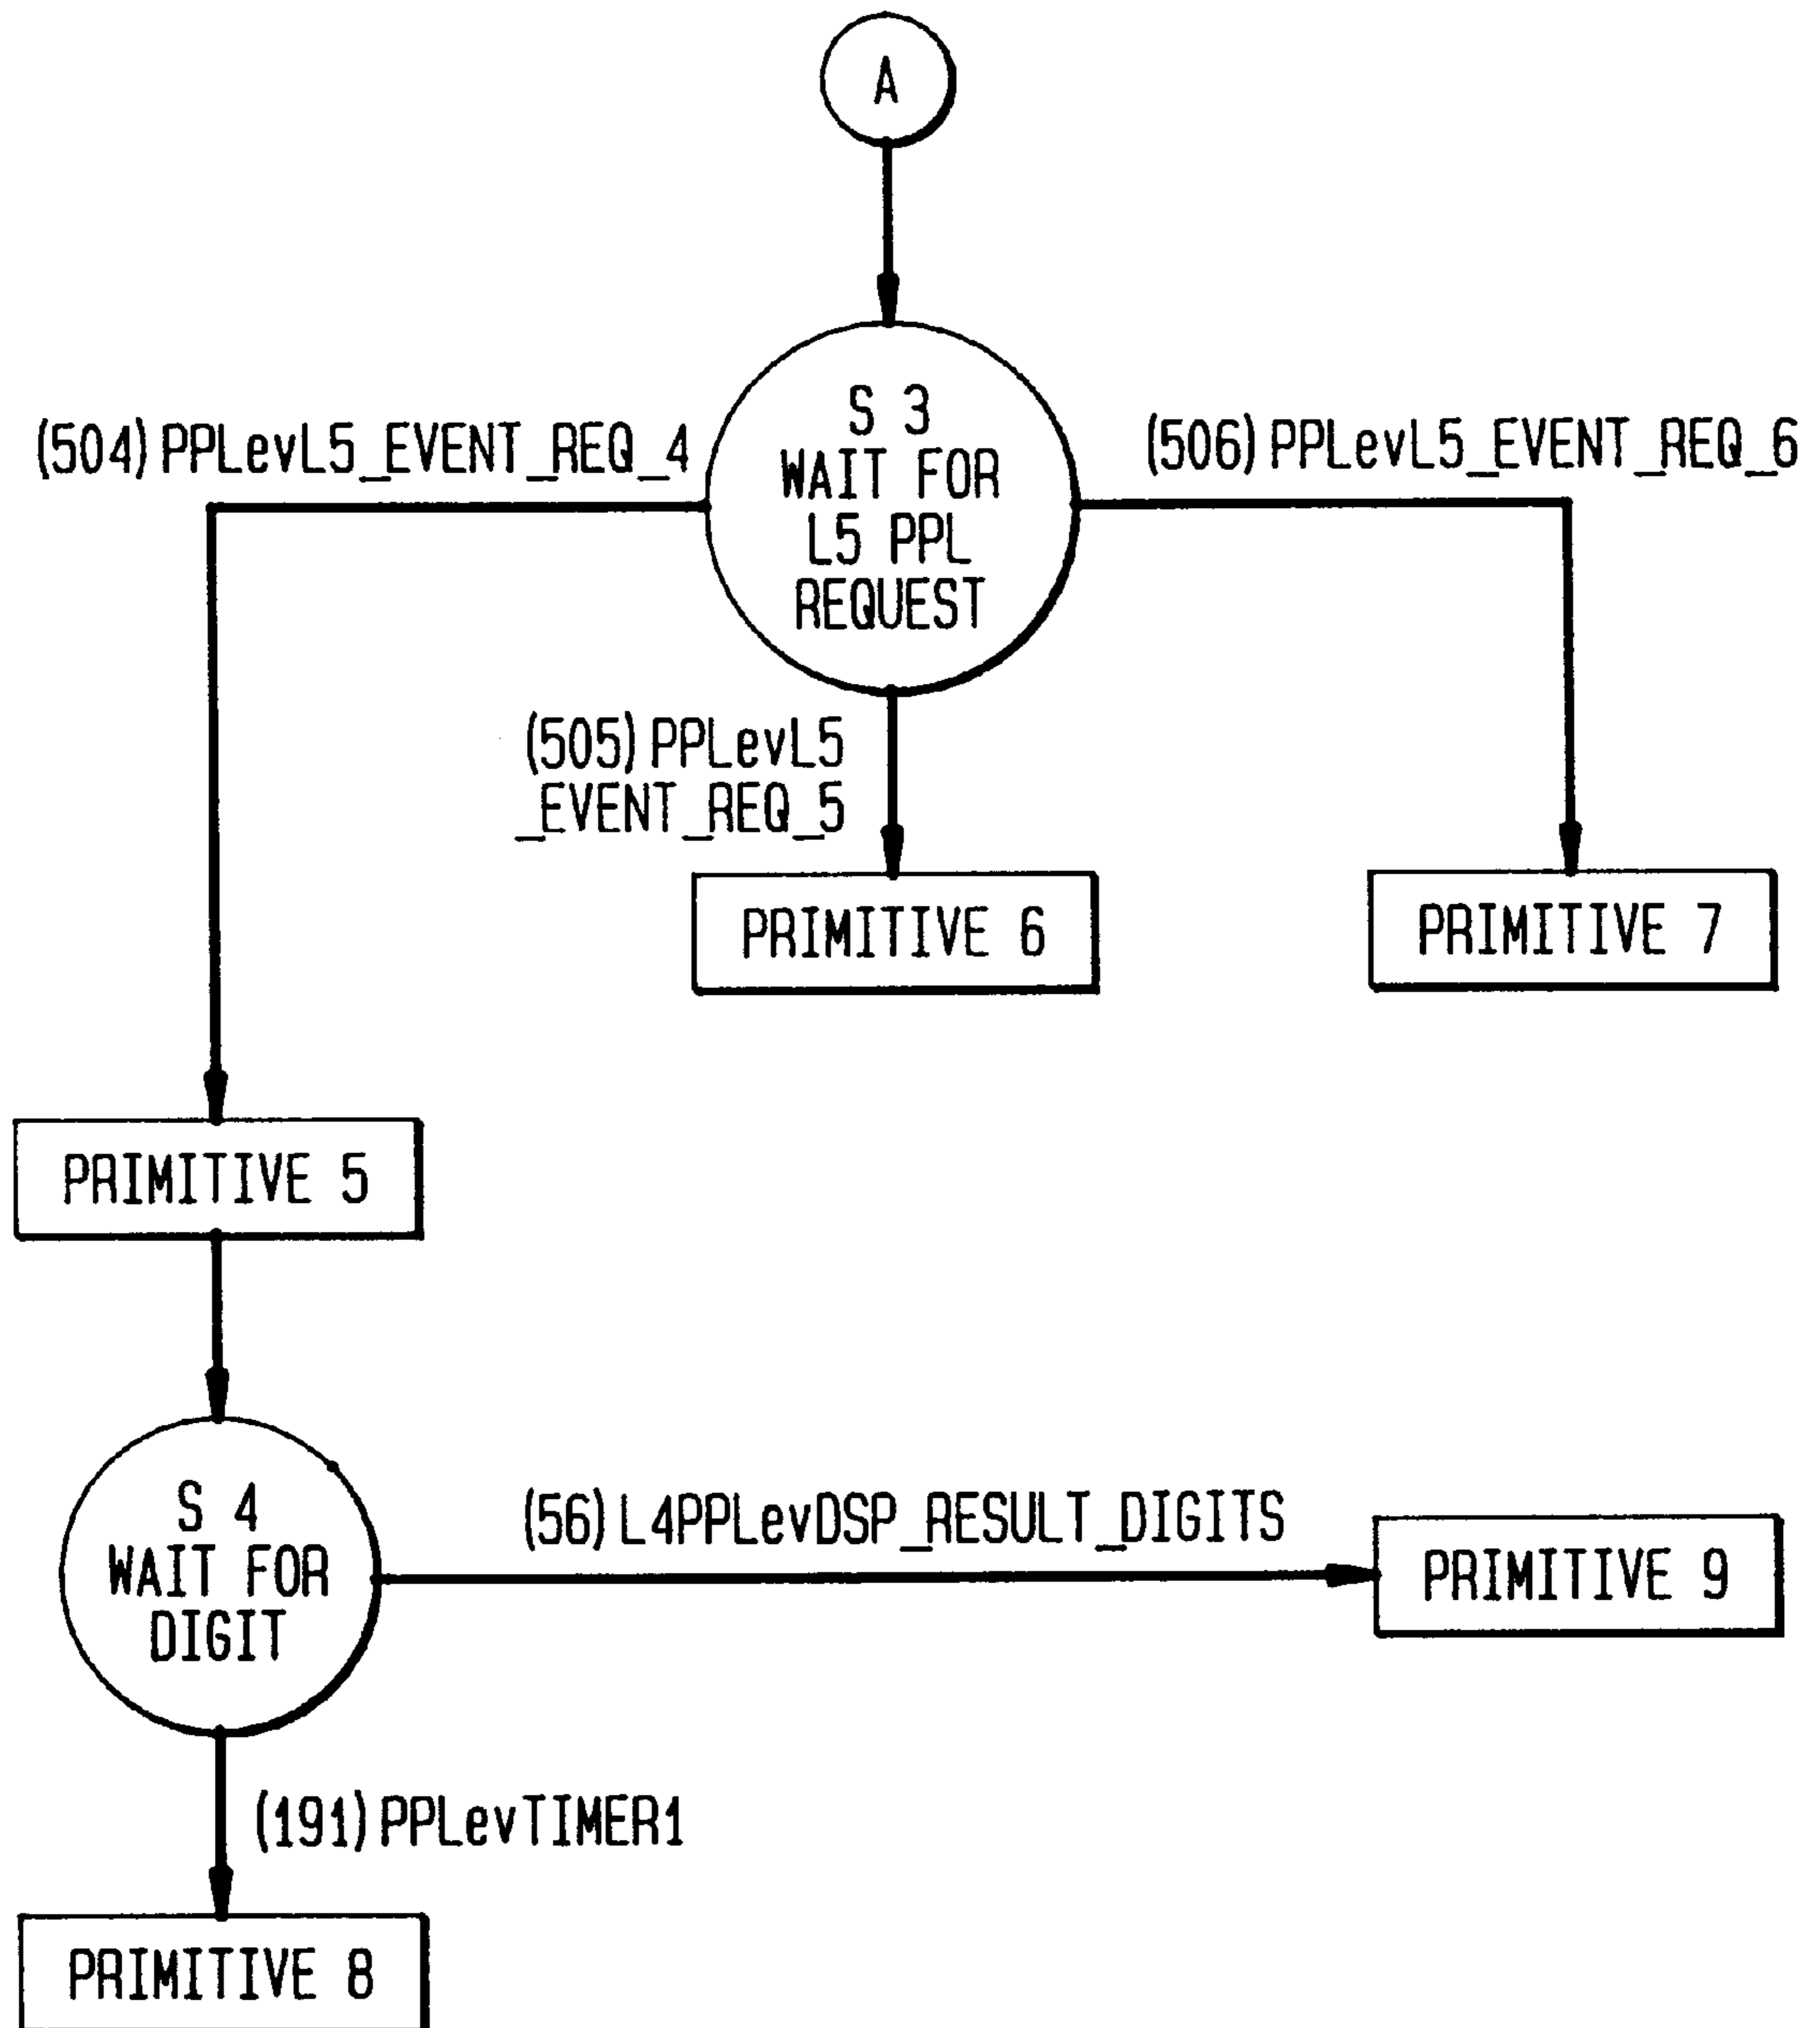 A
S 3
WAIT FOR
L5 PPL
REQUEST
(504) PPLevL5_EVENT_REQ_4
(506) PPLevL5_EVENT_REQ_6
(505) PPLevL5
_EVENT_REQ_5
PRIMITIVE 6
PRIMITIVE 7
PRIMITIVE 5
S 4
WAIT FOR
DIGIT
(56) L4PPLevDSP_RESULT_DIGITS
PRIMITIVE 9
(191) PPLevTIMER1
PRIMITIVE 8